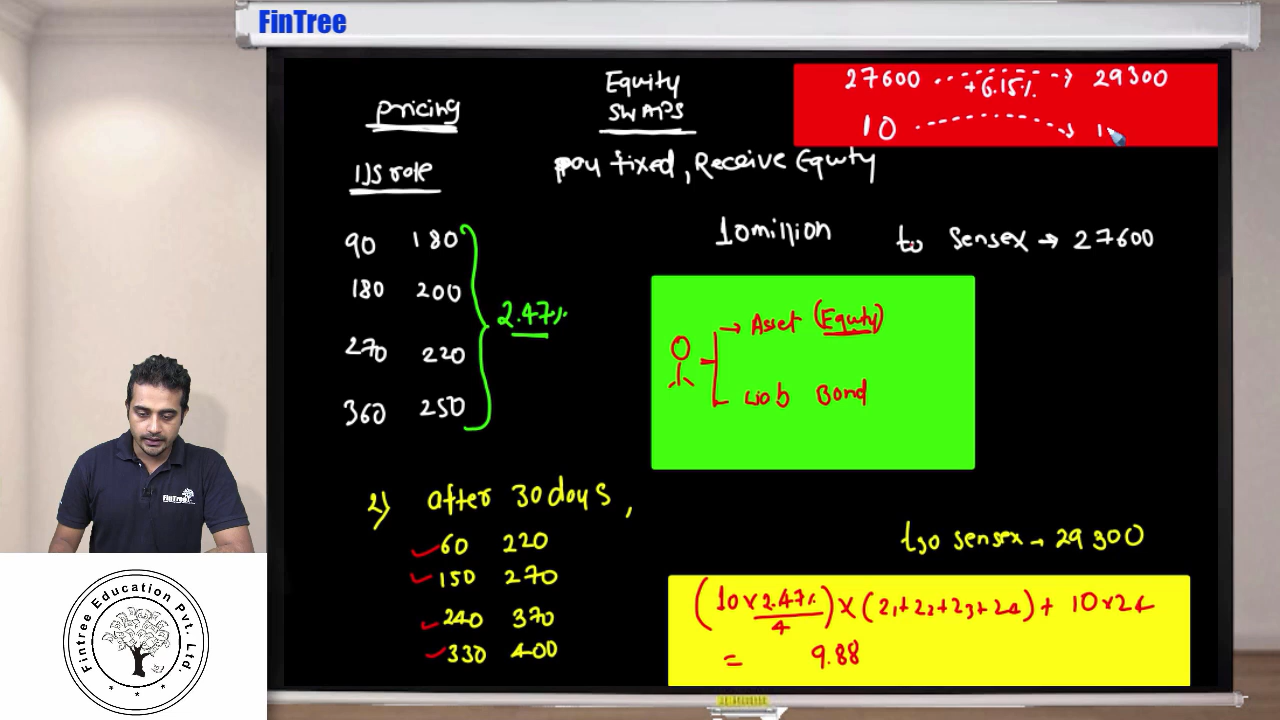 FinTree
Pricing
IJS role
90 180
180 200
270 220
360 250
2.47%
Equity
SWAPS
Pay fixed, Receive Equity
27600 +6.15% 29300
10 1
10 million to Sensex → 27600
→ Asset (Equity)
Liab Bond
2) after 30 days,
60 220
150 270
240 370
330 400
t30 sensex → 29300
(10 x 2.47% / 4) x (z1+z2+z3+z4) + 10 x z4
= 9.88
FINTREE
Fintree Education Pvt. Ltd.